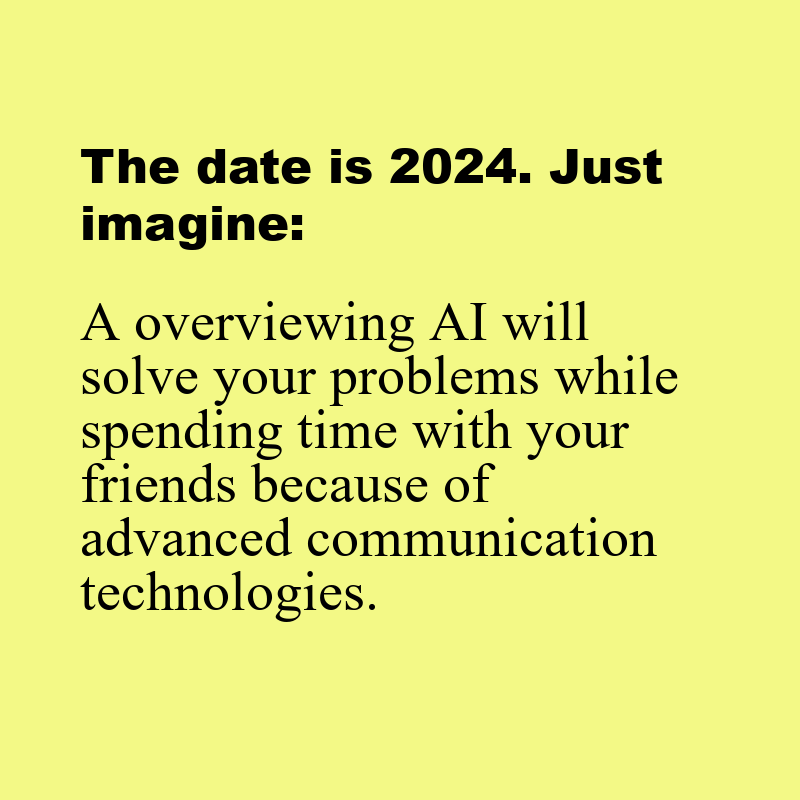 The date is 2024. Just
imagine:
A overviewing AI will
solve your problems while
spending time with your
friends because of
advanced communication
technologies.